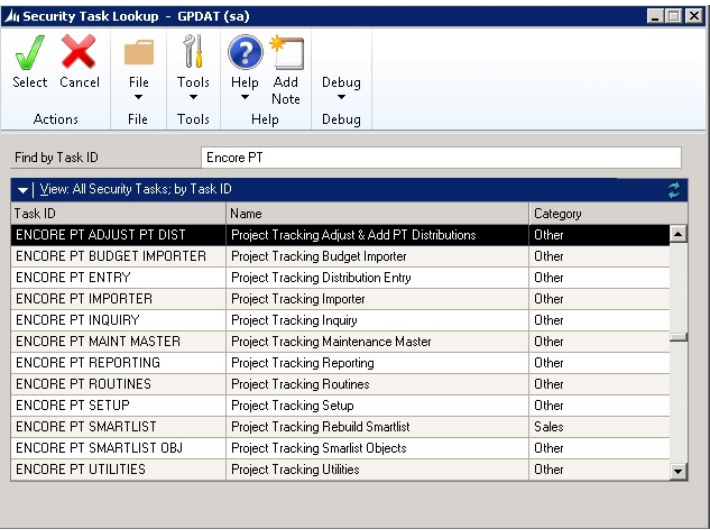 Security Task Lookup - GPDAT (sa)
Select Cancel File Tools Help Add Note Debug
Actions File Tools Help Debug
Find by Task ID Encore PT
View: All Security Tasks; by Task ID
Task ID Name Category
ENCORE PT ADJUST PT DIST Project Tracking Adjust & Add PT Distributions Other
ENCORE PT BUDGET IMPORTER Project Tracking Budget Importer Other
ENCORE PT ENTRY Project Tracking Distribution Entry Other
ENCORE PT IMPORTER Project Tracking Importer Other
ENCORE PT INQUIRY Project Tracking Inquiry Other
ENCORE PT MAINT MASTER Project Tracking Maintenance Master Other
ENCORE PT REPORTING Project Tracking Reporting Other
ENCORE PT ROUTINES Project Tracking Routines Other
ENCORE PT SETUP Project Tracking Setup Other
ENCORE PT SMARTLIST Project Tracking Rebuild Smartlist Sales
ENCORE PT SMARTLIST OBJ Project Tracking Smarlist Objects Other
ENCORE PT UTILITIES Project Tracking Utilities Other